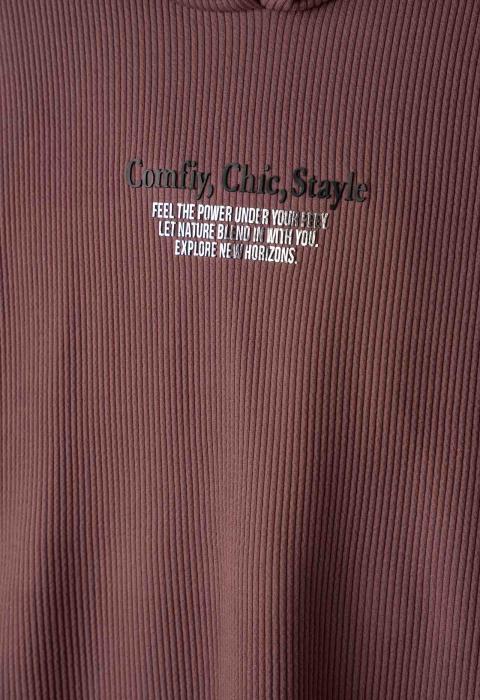 Comfiy, Chic, Stayle
FEEL THE POWER UNDER YOUR
LET NATURE BLEND IN WITH YOU.
EXPLORE NEW HORIZONS.